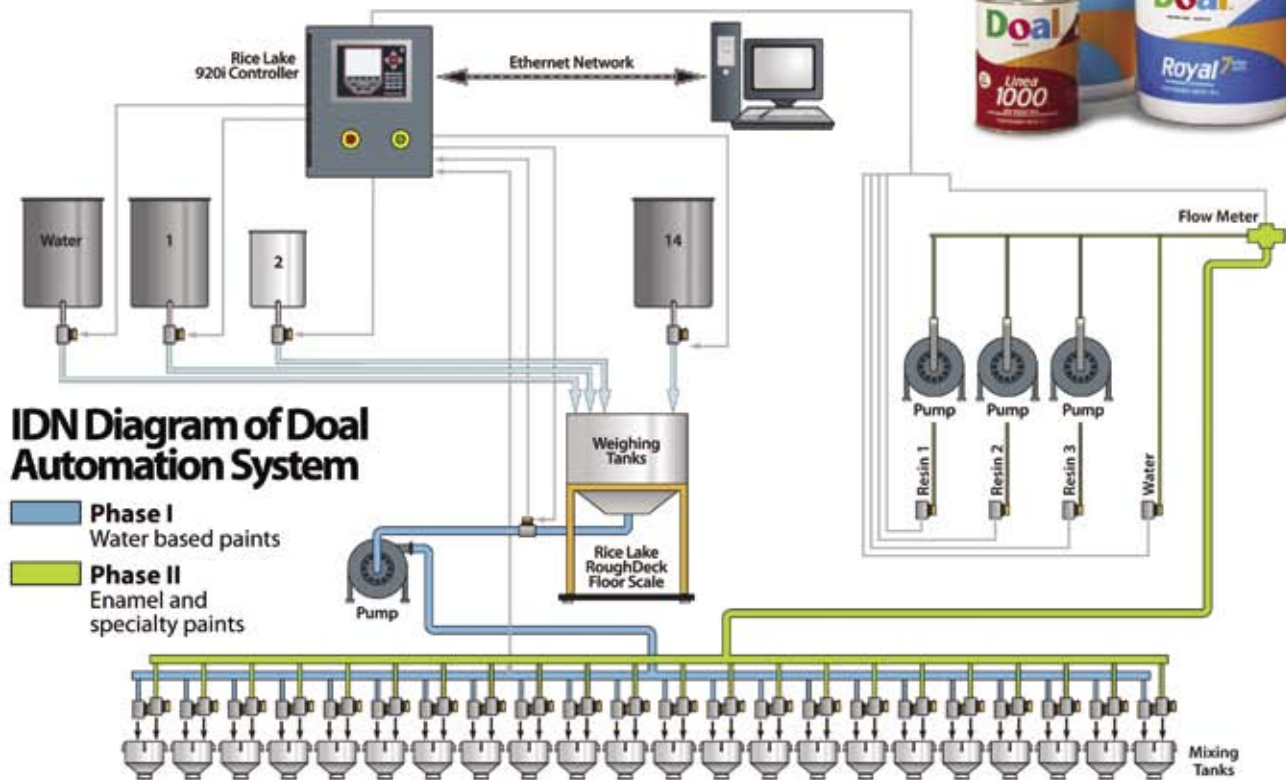 Doal
Doal
Linea
1000
Royal 7
Rice Lake
920i Controller
Ethernet Network
Water
1
2
14
Flow Meter
Pump
Pump
Pump
Resin 1
Resin 2
Resin 3
Water
Weighing
Tanks
IDN Diagram of Doal
Automation System
Phase I
Water based paints
Phase II
Enamel and
specialty paints
Rice Lake
RoughDeck
Floor Scale
Pump
Mixing
Tanks